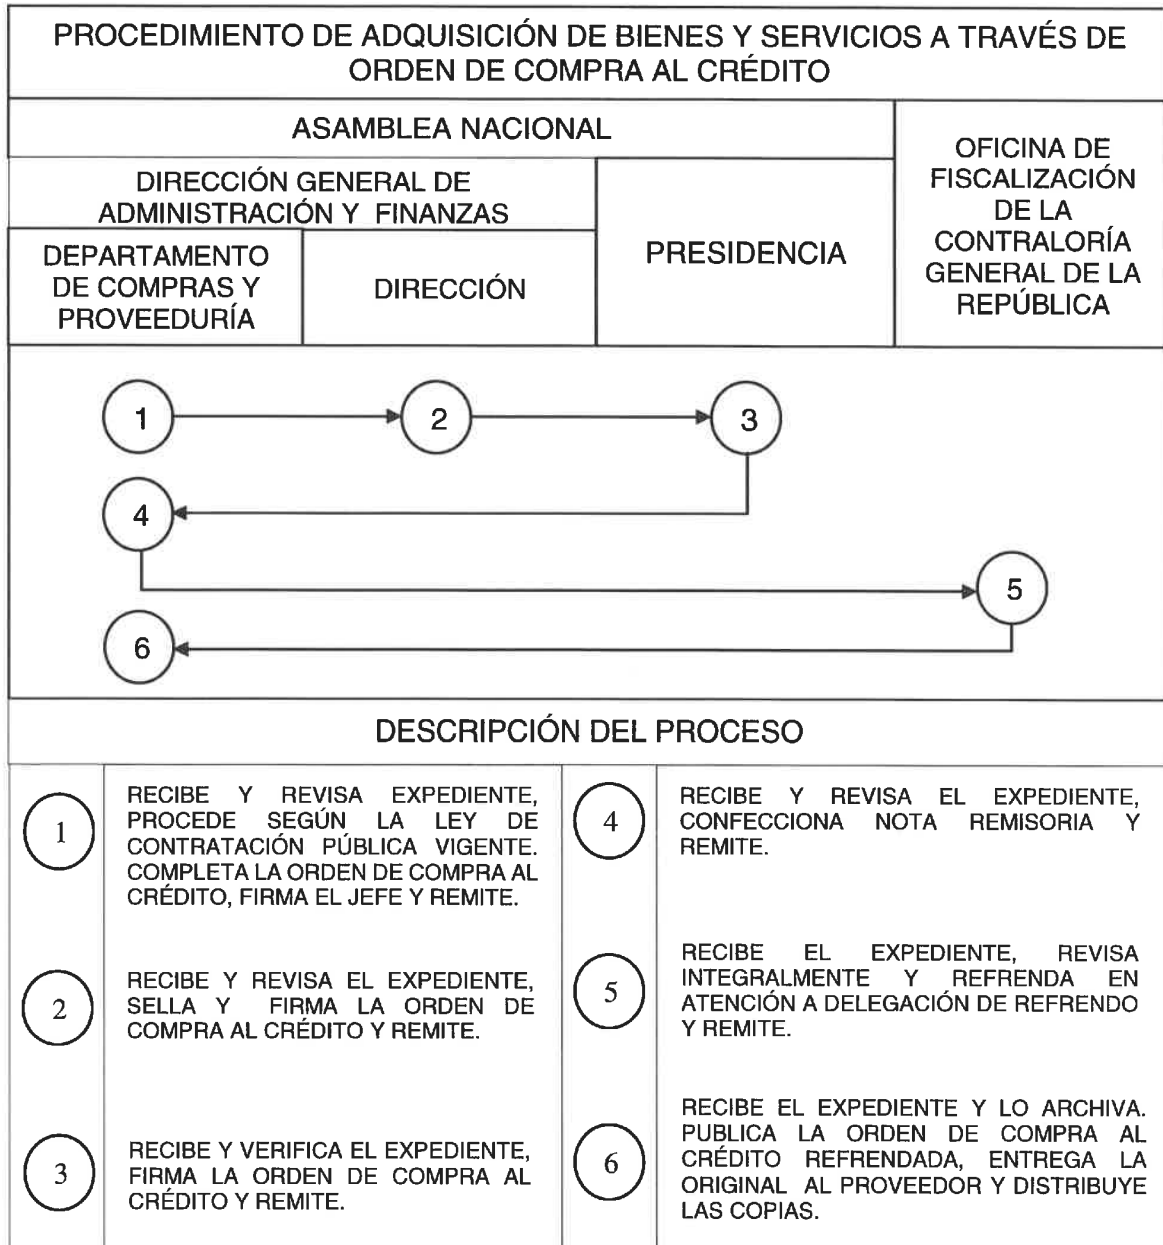 PROCEDIMIENTO DE ADQUISICIÓN DE BIENES Y SERVICIOS A TRAVÉS DE
ORDEN DE COMPRA AL CRÉDITO
ASAMBLEA NACIONAL
DIRECCIÓN GENERAL DE
ADMINISTRACIÓN Y FINANZAS
DEPARTAMENTO
DE COMPRAS Y
PROVEEDURÍA
DIRECCIÓN
PRESIDENCIA
OFICINA DE
FISCALIZACIÓN
DE LA
CONTRALORÍA
GENERAL DE LA
REPÚBLICA
1
2
3
4
5
6
DESCRIPCIÓN DEL PROCESO
1
RECIBE Y REVISA EXPEDIENTE,
PROCEDE SEGÚN LA LEY DE
CONTRATACIÓN PÚBLICA VIGENTE.
COMPLETA LA ORDEN DE COMPRA AL
CRÉDITO, FIRMA EL JEFE Y REMITE.
2
RECIBE Y REVISA EL EXPEDIENTE,
SELLA Y FIRMA LA ORDEN DE
COMPRA AL CRÉDITO Y REMITE.
3
RECIBE Y VERIFICA EL EXPEDIENTE,
FIRMA LA ORDEN DE COMPRA AL
CRÉDITO Y REMITE.
4
RECIBE Y REVISA EL EXPEDIENTE,
CONFECCIONA NOTA REMISORIA Y
REMITE.
5
RECIBE EL EXPEDIENTE, REVISA
INTEGRALMENTE Y REFRENDA EN
ATENCIÓN A DELEGACIÓN DE REFRENDO
Y REMITE.
6
RECIBE EL EXPEDIENTE Y LO ARCHIVA.
PUBLICA LA ORDEN DE COMPRA AL
CRÉDITO REFRENDADA, ENTREGA LA
ORIGINAL AL PROVEEDOR Y DISTRIBUYE
LAS COPIAS.